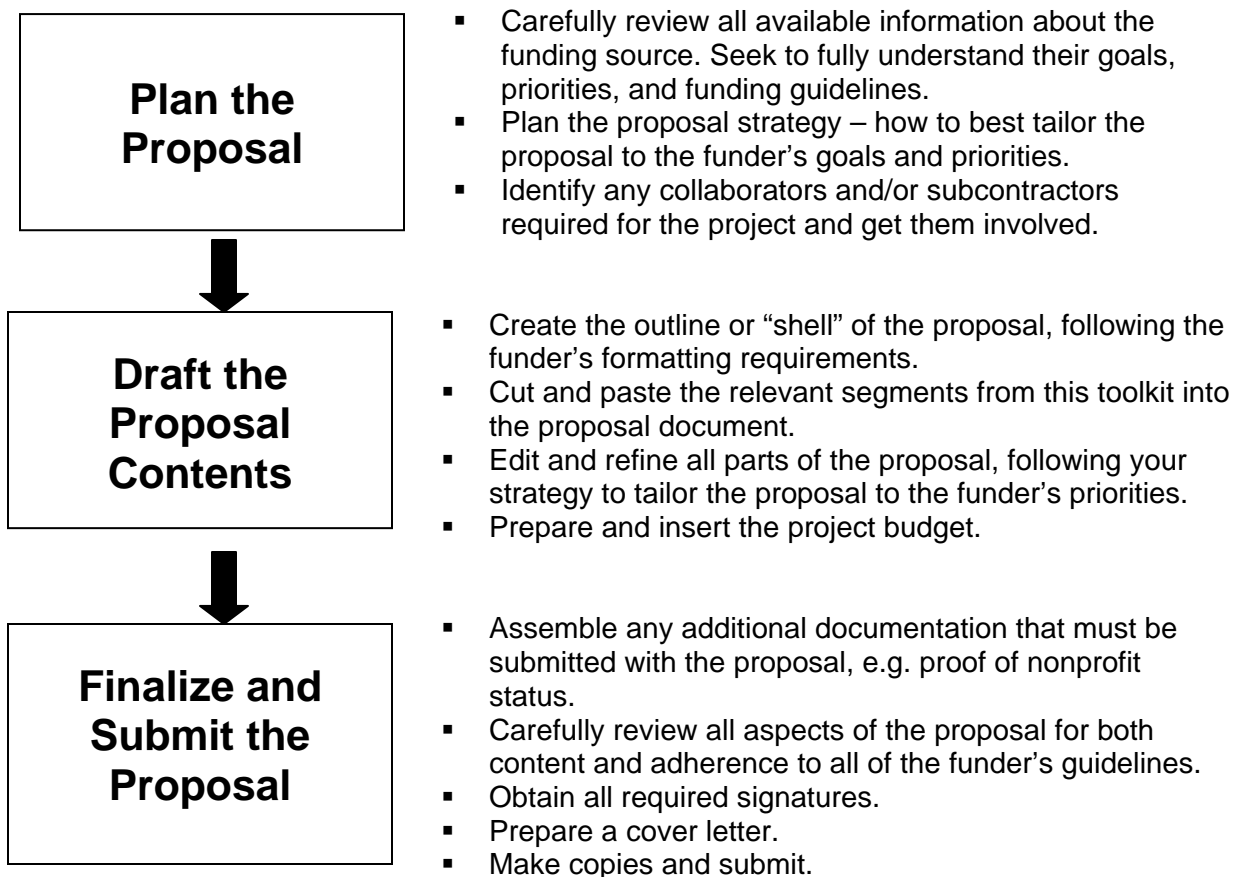 Plan the
Proposal
▪ Carefully review all available information about the
funding source. Seek to fully understand their goals,
priorities, and funding guidelines.
▪ Plan the proposal strategy – how to best tailor the
proposal to the funder’s goals and priorities.
▪ Identify any collaborators and/or subcontractors
required for the project and get them involved.
Draft the
Proposal
Contents
▪ Create the outline or “shell” of the proposal, following the
funder’s formatting requirements.
▪ Cut and paste the relevant segments from this toolkit into
the proposal document.
▪ Edit and refine all parts of the proposal, following your
strategy to tailor the proposal to the funder’s priorities.
▪ Prepare and insert the project budget.
Finalize and
Submit the
Proposal
▪ Assemble any additional documentation that must be
submitted with the proposal, e.g. proof of nonprofit
status.
▪ Carefully review all aspects of the proposal for both
content and adherence to all of the funder’s guidelines.
▪ Obtain all required signatures.
▪ Prepare a cover letter.
▪ Make copies and submit.